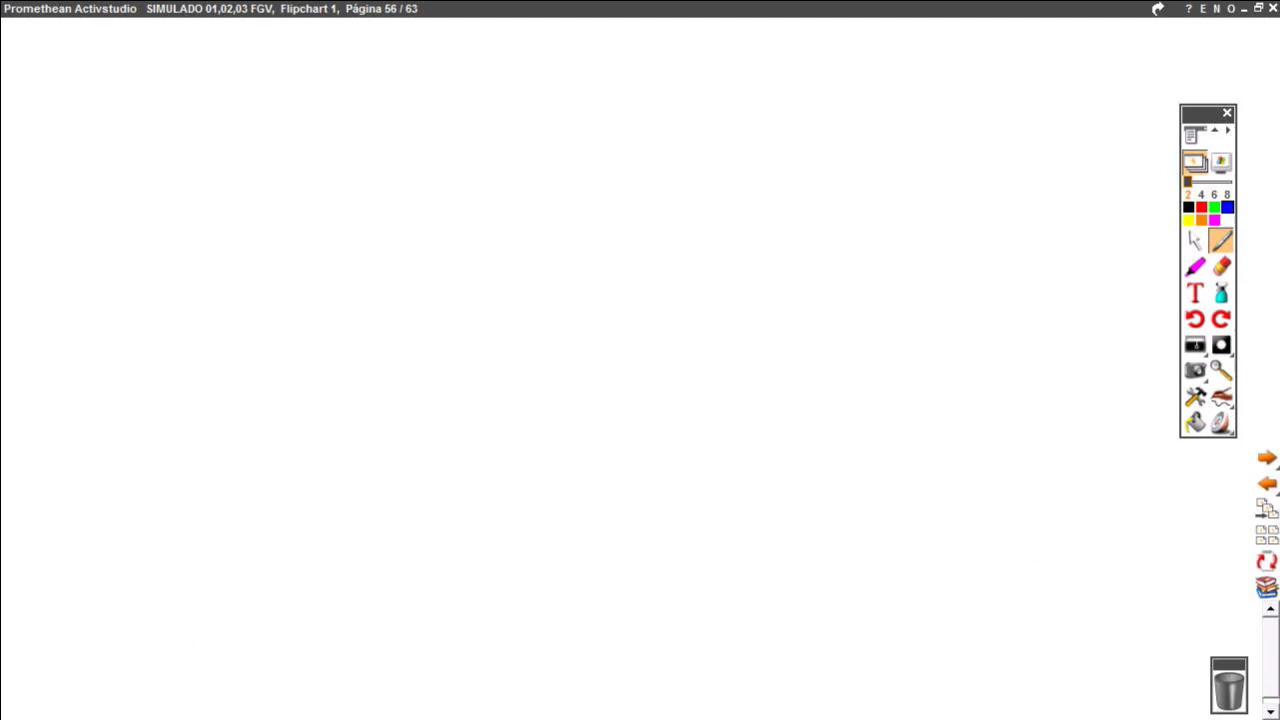 Promethean Activstudio SIMULADO 01,02,03 FGV, Flipchart 1, Página 56 / 63
? E N O
2 4 6 8
T